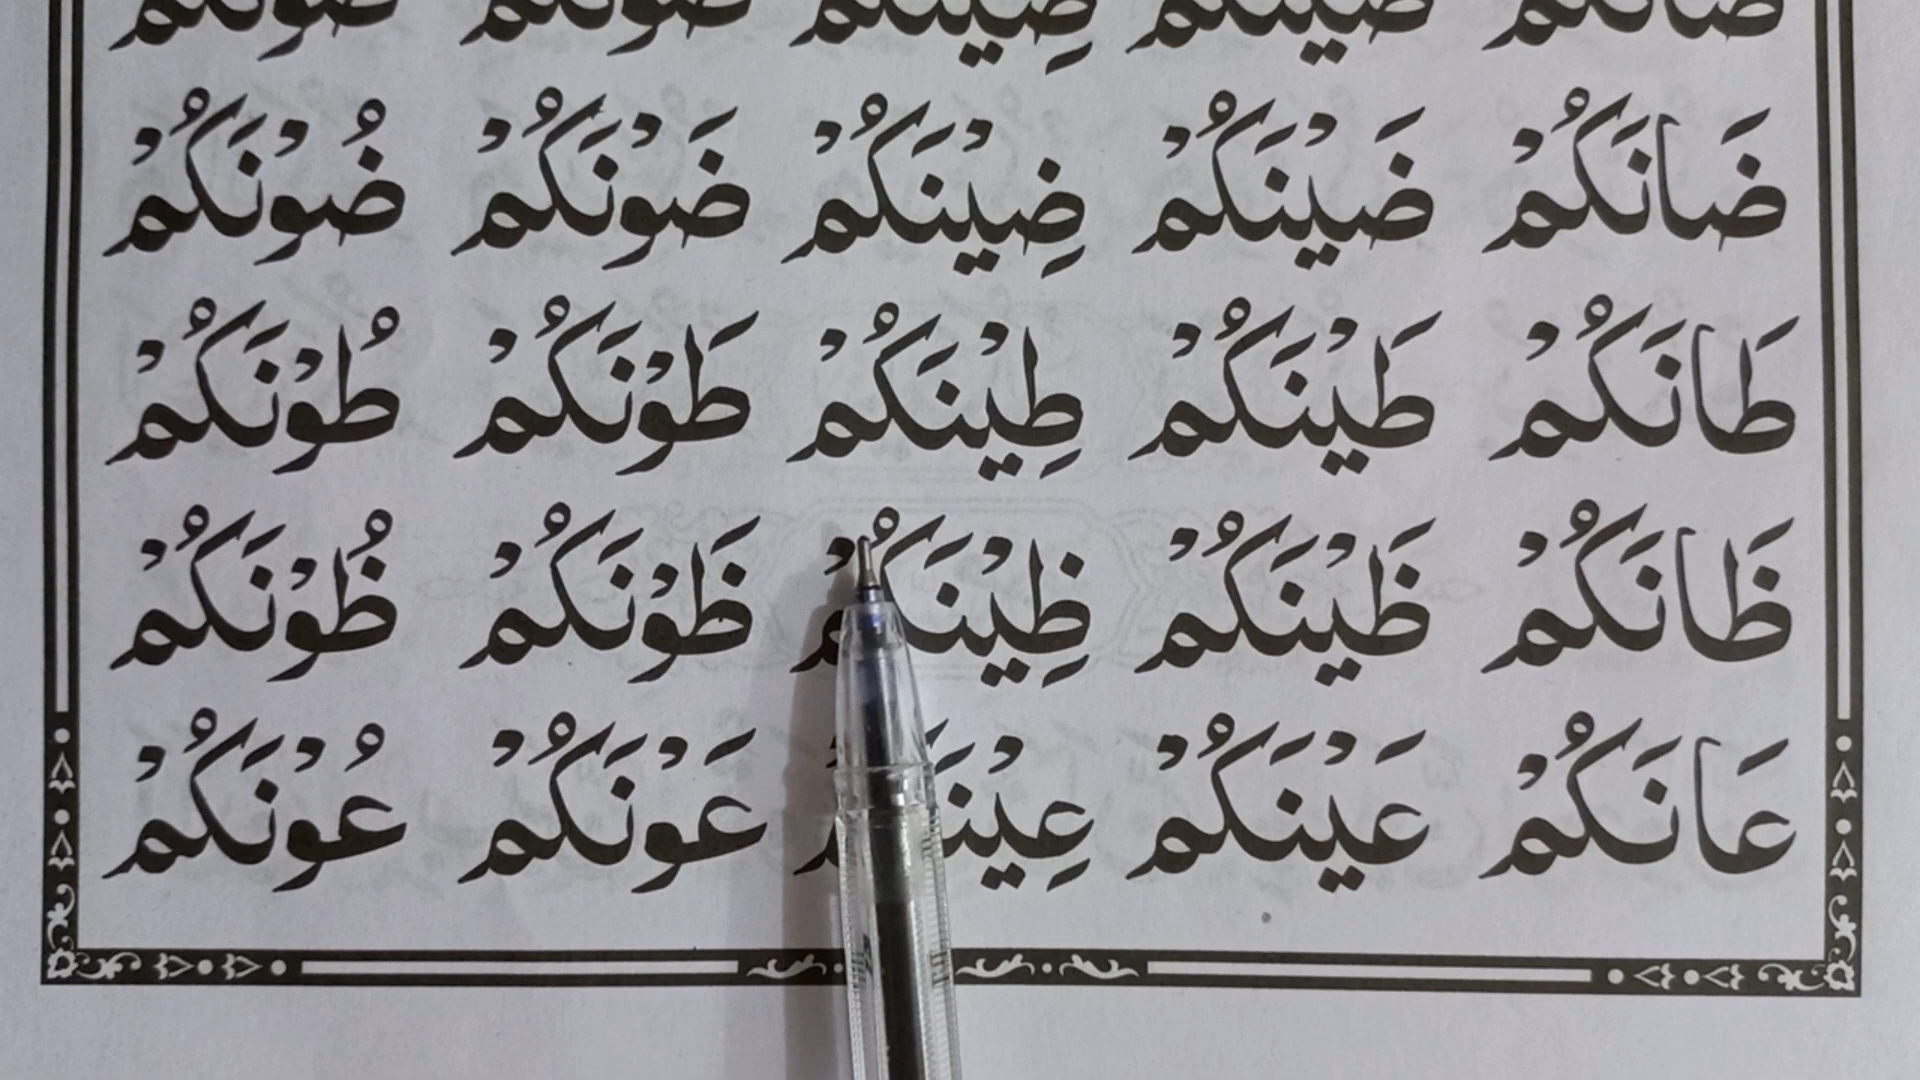 ضَانَكُمْ ضَيْنَكُمْ ضِيْنَكُمْ ضَوْنَكُمْ ضُوْنَكُمْ
طَانَكُمْ طَيْنَكُمْ طِيْنَكُمْ طَوْنَكُمْ طُوْنَكُمْ
ظَانَكُمْ ظَيْنَكُمْ ظِيْنَكُمْ ظَوْنَكُمْ ظُوْنَكُمْ
عَانَكُمْ عَيْنَكُمْ عَوْنَكُمْ عُوْنَكُمْ